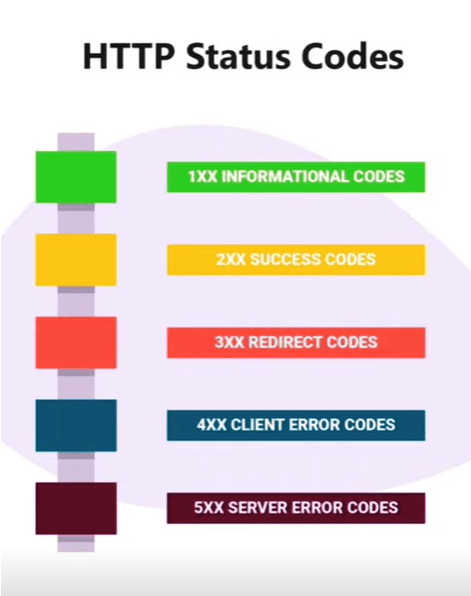 HTTP Status Codes
1XX INFORMATIONAL CODES
2XX SUCCESS CODES
3XX REDIRECT CODES
4XX CLIENT ERROR CODES
5XX SERVER ERROR CODES